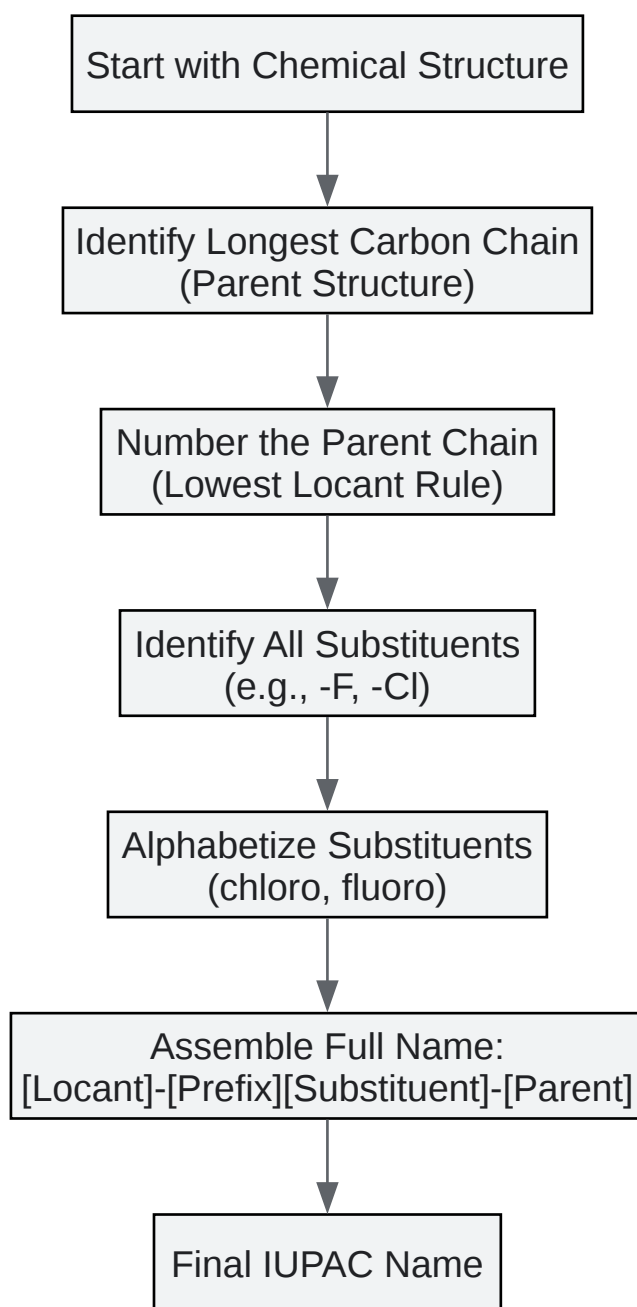 Start with Chemical Structure
Identify Longest Carbon Chain
(Parent Structure)
Number the Parent Chain
(Lowest Locant Rule)
Identify All Substituents
(e.g., -F, -Cl)
Alphabetize Substituents
(chloro, fluoro)
Assemble Full Name:
[Locant]-[Prefix][Substituent]-[Parent]
Final IUPAC Name